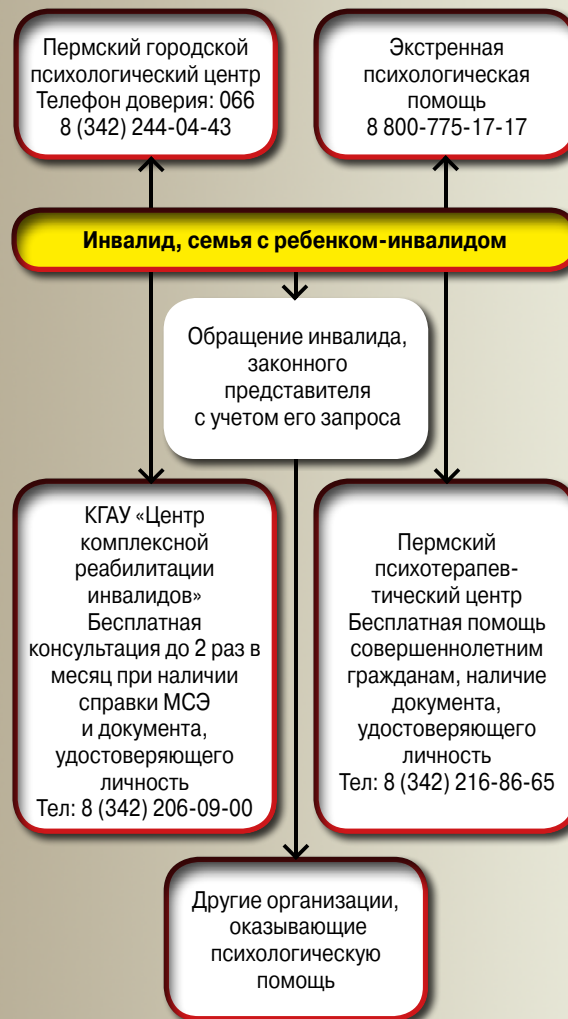 Пермский городской
психологический центр
Телефон доверия: 066
8 (342) 244-04-43
Экстренная
психологическая
помощь
8 800-775-17-17
Инвалид, семья с ребенком-инвалидом
Обращение инвалида,
законного
представителя
с учетом его запроса
КГАУ «Центр
комплексной
реабилитации
инвалидов»
Бесплатная
консультация до 2 раз в
месяц при наличии
справки МСЭ
и документа,
удостоверяющего
личность
Тел: 8 (342) 206-09-00
Пермский
психотерапев-
тический центр
Бесплатная помощь
совершеннолетним
гражданам, наличие
документа,
удостоверяющего
личность
Тел: 8 (342) 216-86-65
Другие организации,
оказывающие
психологическую
помощь